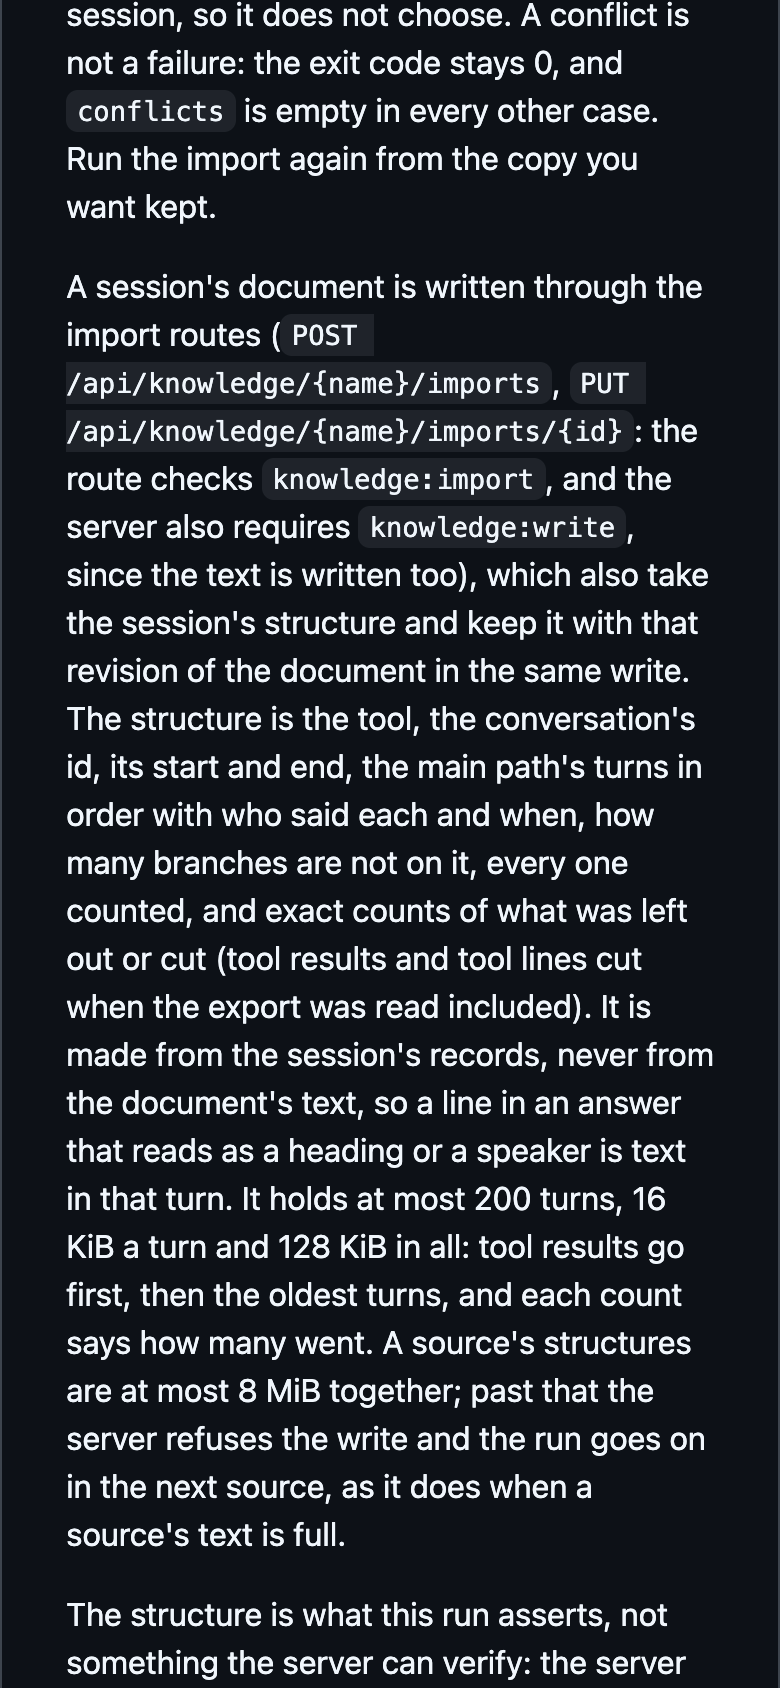 session, so it does not choose. A conflict is
not a failure: the exit code stays 0, and
conflicts is empty in every other case.
Run the import again from the copy you
want kept.
A session's document is written through the
import routes (POST
/api/knowledge/{name}/imports, PUT
/api/knowledge/{name}/imports/{id}: the
route checks knowledge:import, and the
server also requires knowledge:write,
since the text is written too), which also take
the session's structure and keep it with that
revision of the document in the same write.
The structure is the tool, the conversation's
id, its start and end, the main path's turns in
order with who said each and when, how
many branches are not on it, every one
counted, and exact counts of what was left
out or cut (tool results and tool lines cut
when the export was read included). It is
made from the session's records, never from
the document's text, so a line in an answer
that reads as a heading or a speaker is text
in that turn. It holds at most 200 turns, 16
KiB a turn and 128 KiB in all: tool results go
first, then the oldest turns, and each count
says how many went. A source's structures
are at most 8 MiB together; past that the
server refuses the write and the run goes on
in the next source, as it does when a
source's text is full.
The structure is what this run asserts, not
something the server can verify: the server